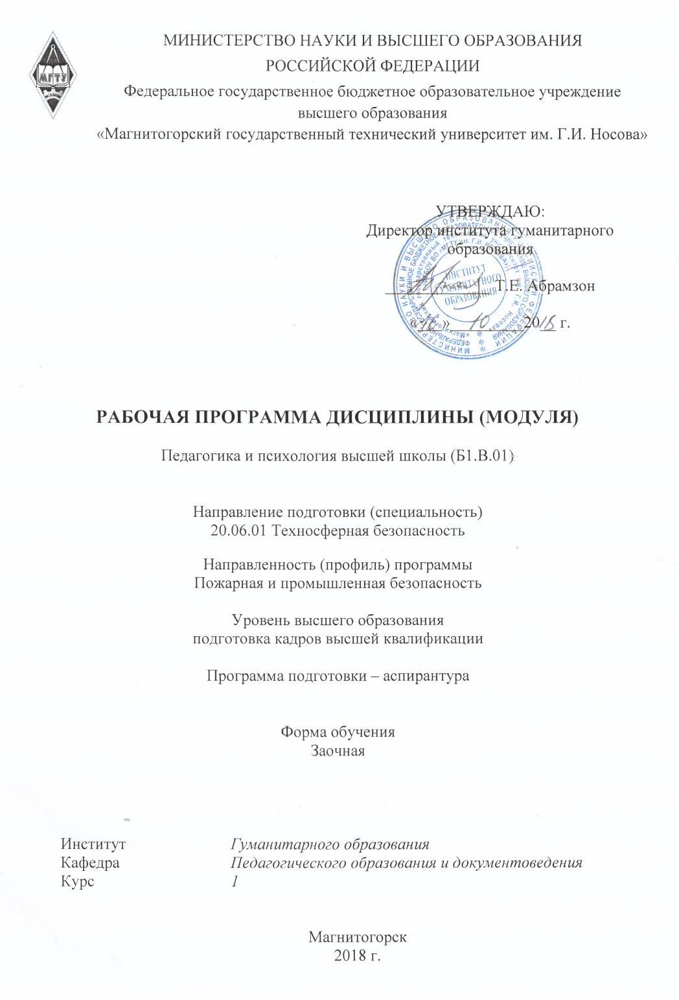 МГТУ
МИНИСТЕРСТВО НАУКИ И ВЫСШЕГО ОБРАЗОВАНИЯ
РОССИЙСКОЙ ФЕДЕРАЦИИ
Федеральное государственное бюджетное образовательное учреждение
высшего образования
«Магнитогорский государственный технический университет им. Г.И. Носова»
УТВЕРЖДАЮ:
Директор института гуманитарного
образования
Т.Е. Абрамзон
ИНСТИТУТ
ГУМАНИТАРНОГО
ОБРАЗОВАНИЯ
«16» 10 2018 г.
РАБОЧАЯ ПРОГРАММА ДИСЦИПЛИНЫ (МОДУЛЯ)
Педагогика и психология высшей школы (Б1.В.01)
Направление подготовки (специальность)
20.06.01 Техносферная безопасность
Направленность (профиль) программы
Пожарная и промышленная безопасность
Уровень высшего образования
подготовка кадров высшей квалификации
Программа подготовки – аспирантура
Форма обучения
Заочная
Институт Гуманитарного образования
Кафедра Педагогического образования и документоведения
Курс 1
Магнитогорск
2018 г.